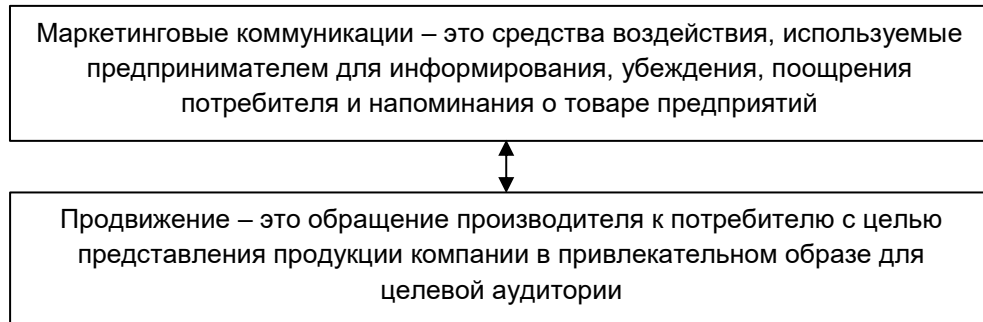 Маркетинговые коммуникации – это средства воздействия, используемые
предпринимателем для информирования, убеждения, поощрения
потребителя и напоминания о товаре предприятий
Продвижение – это обращение производителя к потребителю с целью
представления продукции компании в привлекательном образе для
целевой аудитории